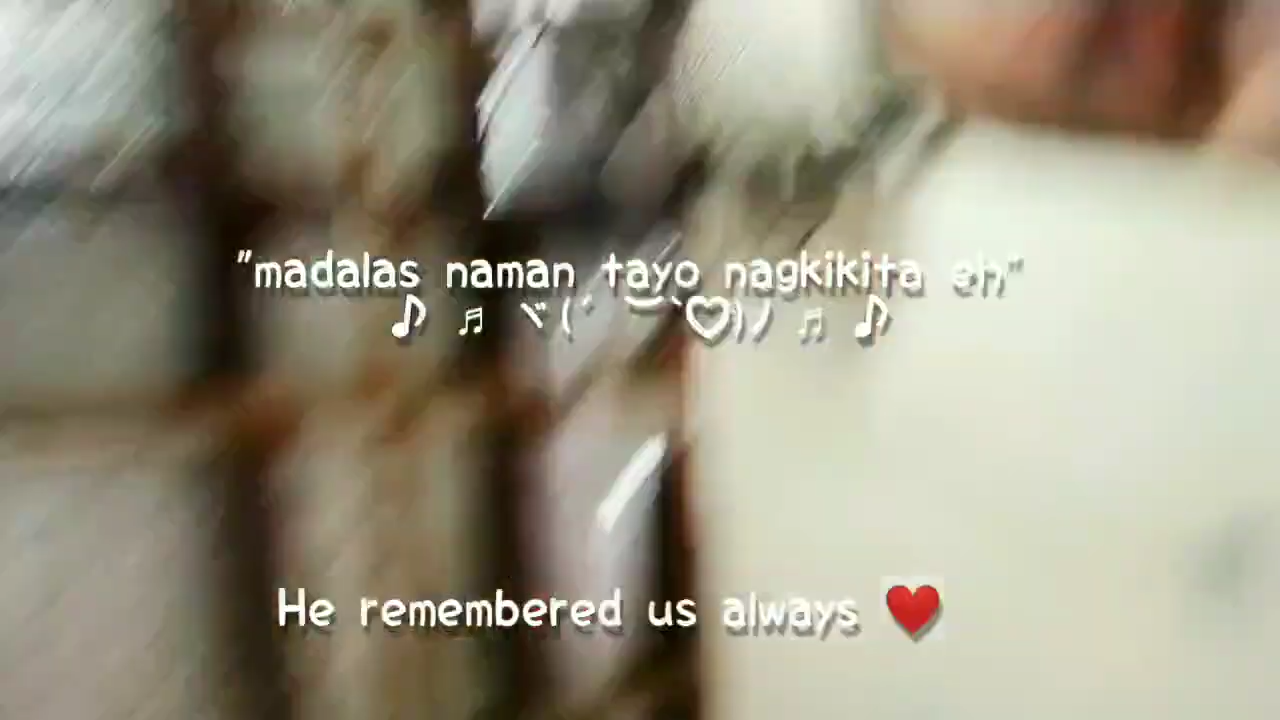 "madalas naman tayo nagkikita eh"
♪ ♬ ヾ(´ ︶`♡)ﾉ ♬ ♪
He remembered us always ❤